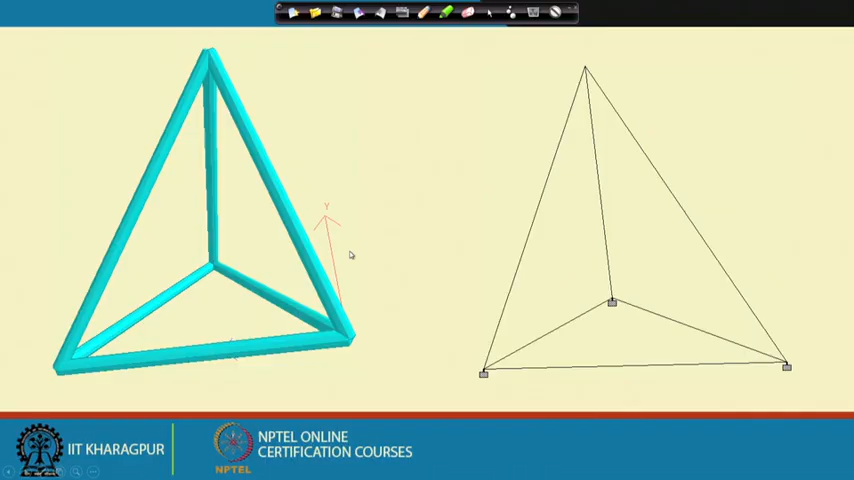 Y
IIT KHARAGPUR
NPTEL
NPTEL ONLINE
CERTIFICATION COURSES